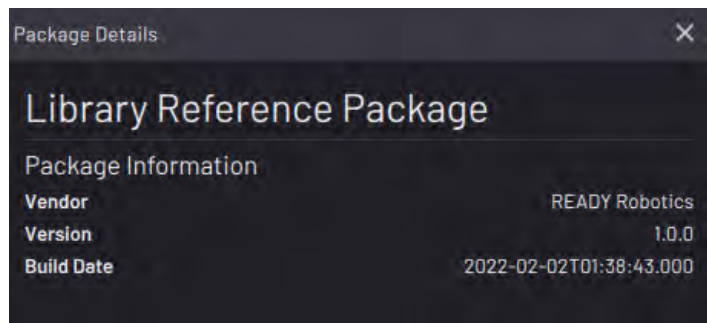 Package Details
Library Reference Package
Package Information
Vendor READY Robotics
Version 1.0.0
Build Date 2022-02-02T01:38:43.000